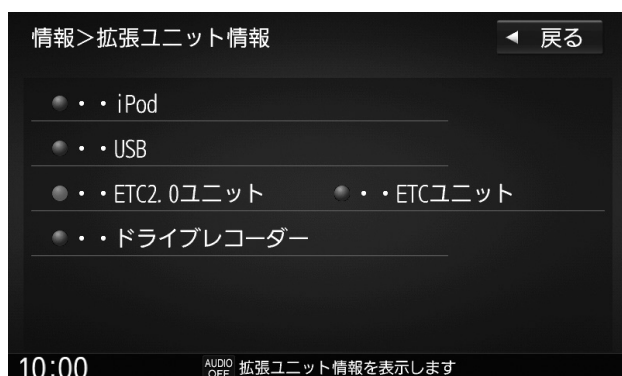 情報>拡張ユニット情報
◀ 戻る
・・iPod
・・USB
・・ETC2.0ユニット ・・ETCユニット
・・ドライブレコーダー
10:00 AUDIO OFF 拡張ユニット情報を表示します